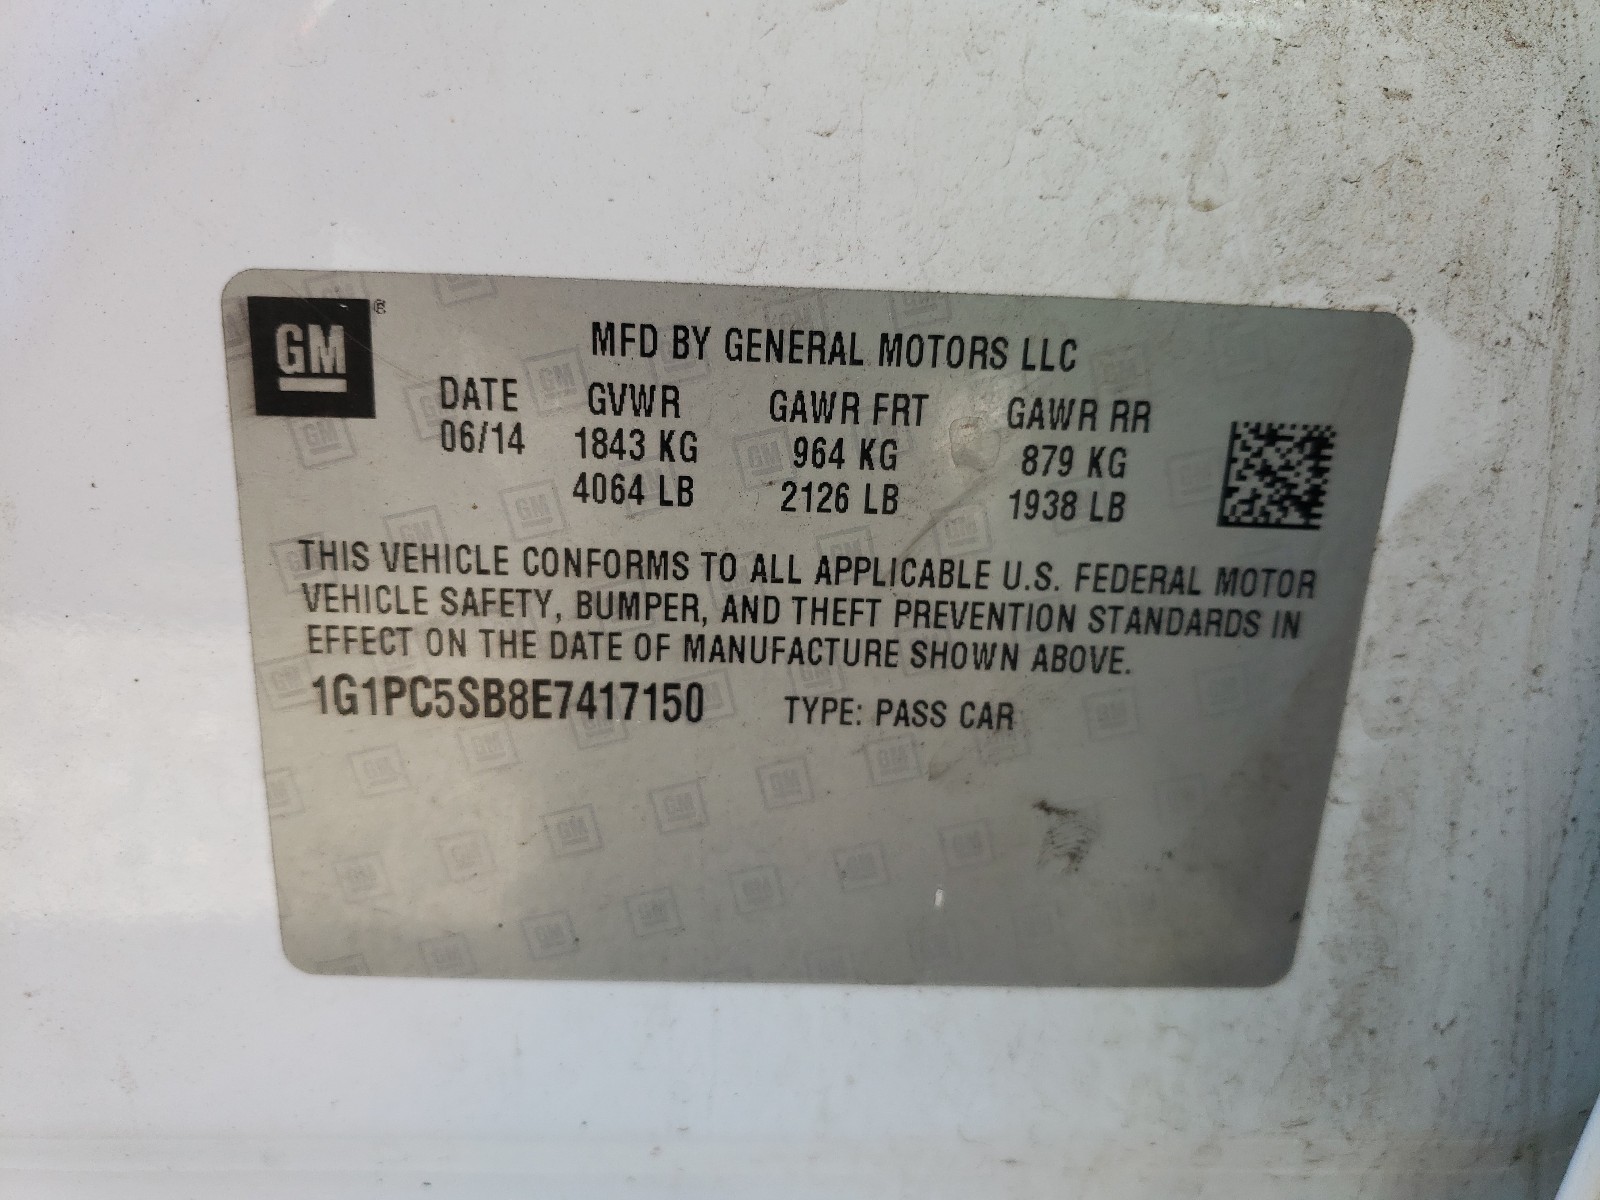 GM ®
MFD BY GENERAL MOTORS LLC
DATE GVWR GAWR FRT GAWR RR
06/14 1843 KG 964 KG 879 KG
4064 LB 2126 LB 1938 LB
THIS VEHICLE CONFORMS TO ALL APPLICABLE U.S. FEDERAL MOTOR
VEHICLE SAFETY, BUMPER, AND THEFT PREVENTION STANDARDS IN
EFFECT ON THE DATE OF MANUFACTURE SHOWN ABOVE.
1G1PC5SB8E7417150 TYPE: PASS CAR